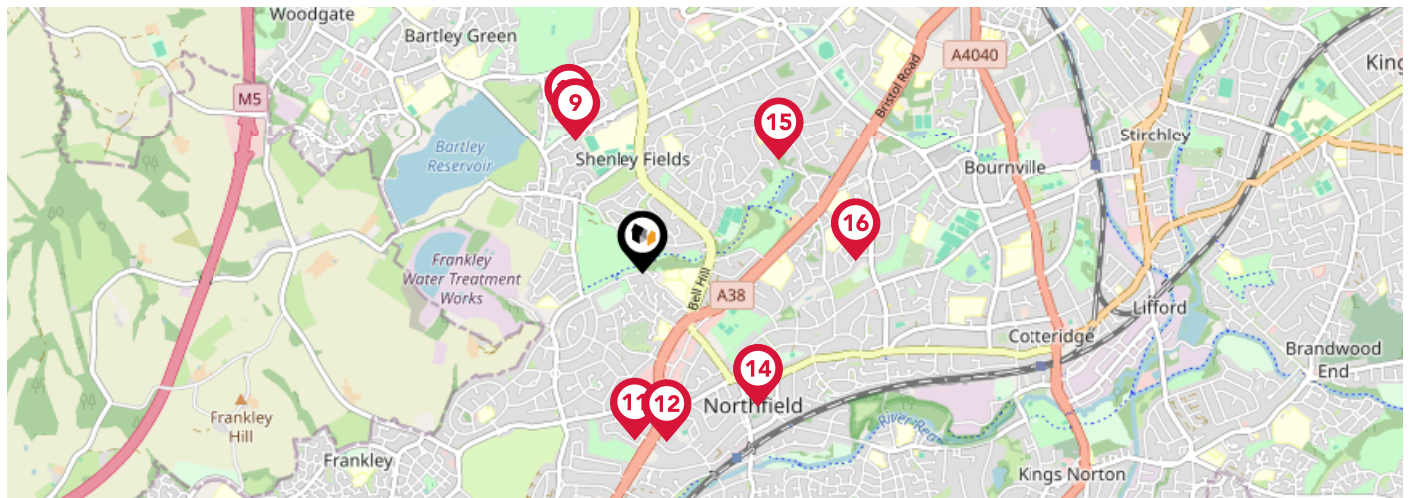 Woodgate
Bartley Green
A4040
King
M5
Bristol Road
9
15
Stirchley
Bartley
Reservoir
Shenley Fields
Bournville
16
Frankley
Water Treatment
Works
Bell Hill
A38
Lifford
Cotteridge
Brandwood
End
14
11
12
Northfield
Frankley
Hill
River Rea
Frankley
Kings Norton